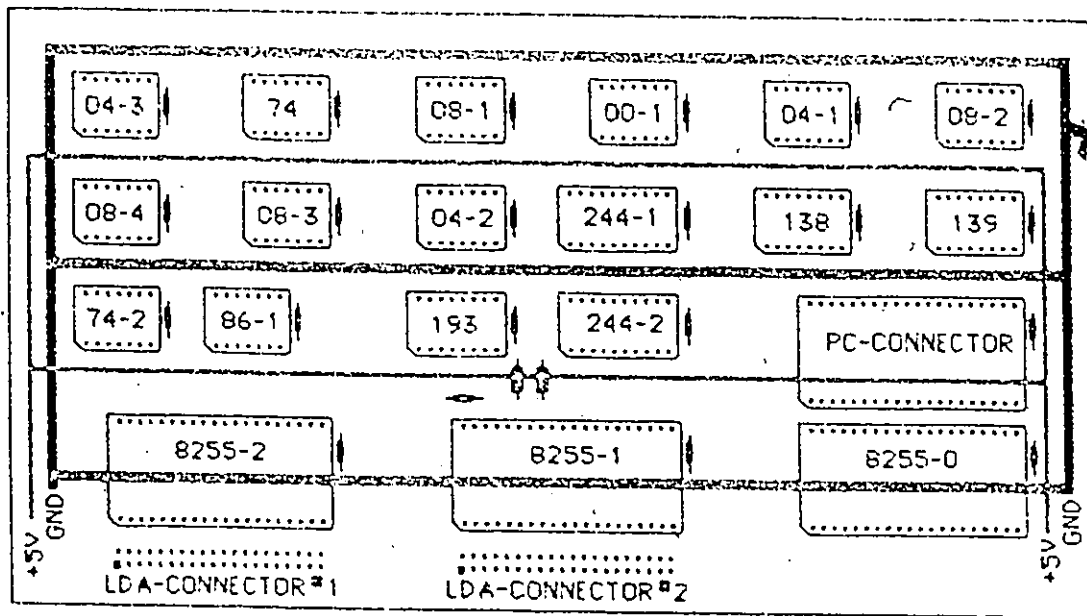 04-3 74 08-1 00-1 04-1 08-2
08-4 08-3 04-2 244-1 138 139
74-2 86-1 193 244-2 PC-CONNECTOR
8255-2 8255-1 8255-0
+5V GND +5V GND
LDA-CONNECTOR#1 LDA-CONNECTOR#2